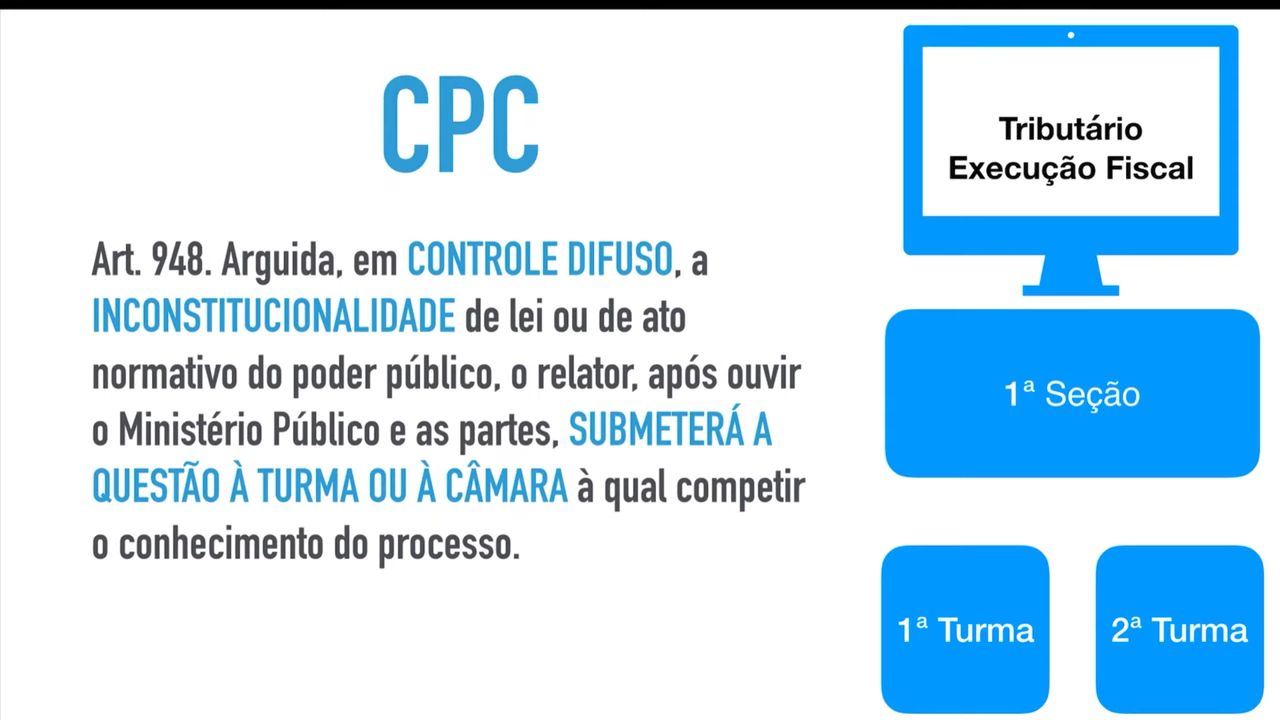 CPC
Art. 948. Arguida, em CONTROLE DIFUSO, a
INCONSTITUCIONALIDADE de lei ou de ato
normativo do poder público, o relator, após ouvir
o Ministério Público e as partes, SUBMETERÁ A
QUESTÃO À TURMA OU À CÂMARA à qual competir
o conhecimento do processo.
Tributário
Execução Fiscal
1ª Seção
1ª Turma
2ª Turma